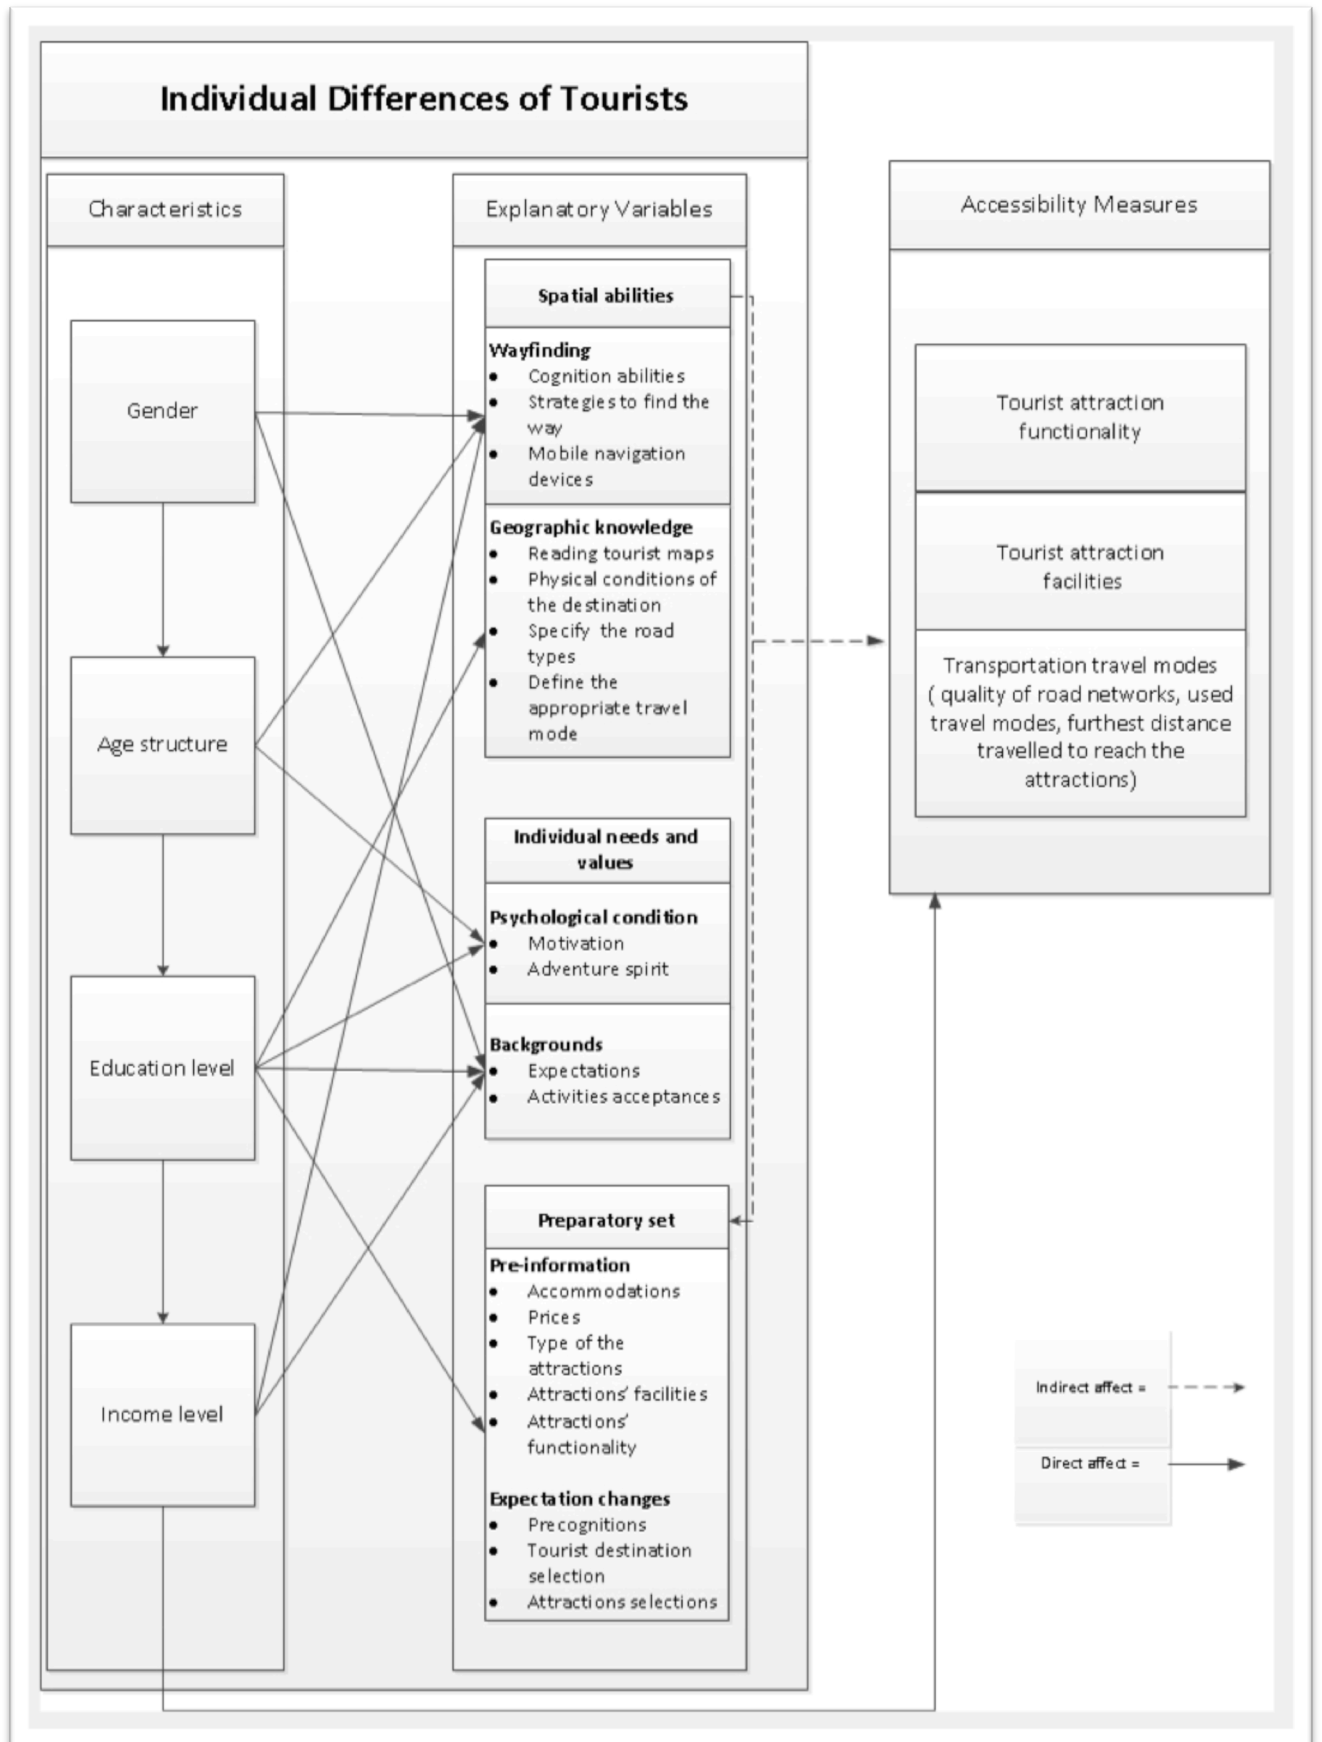 Individual Differences of Tourists
Characteristics
Gender
Age structure
Education level
Income level
Explanatory Variables
Spatial abilities
Wayfinding
• Cognition abilities
• Strategies to find the
way
• Mobile navigation
devices
Geographic knowledge
• Reading tourist maps
• Physical conditions of
the destination
• Specify the road
types
• Define the
appropriate travel
mode
Individual needs and
values
Psychological condition
• Motivation
• Adventure spirit
Backgrounds
• Expectations
• Activities acceptances
Preparatory set
Pre-information
• Accommodations
• Prices
• Type of the
attractions
• Attractions’ facilities
• Attractions’
functionality
Expectation changes
• Precognitions
• Tourist destination
selection
• Attractions selections
Accessibility Measures
Tourist attraction
functionality
Tourist attraction
facilities
Transportation travel modes
( quality of road networks, used
travel modes, furthest distance
travelled to reach the
attractions)
Indirect affect =
Direct affect =